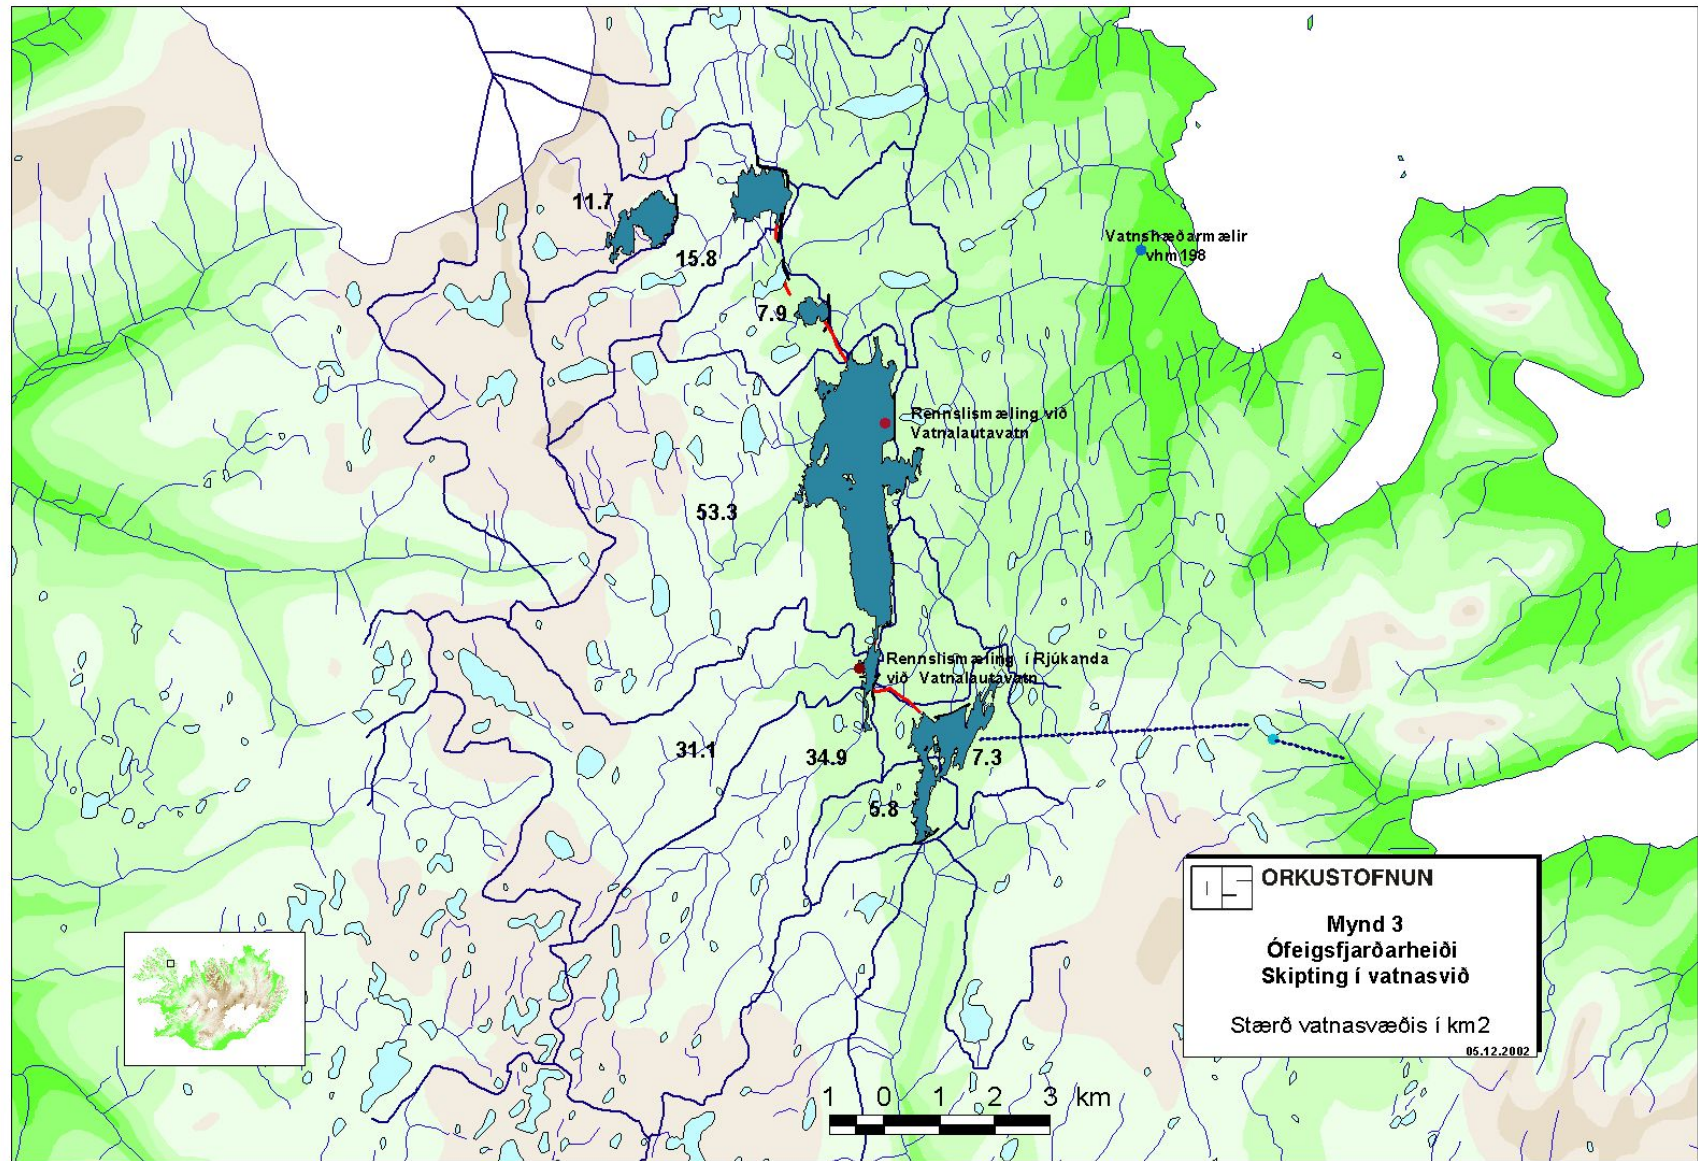 11.7
15.8
7.9
Vatnshæðarmælir
vhm198
Rennslismæling við
Vatnalautavatn
53.3
Rennslismæling í Rjúkanda
við Vatnalautavatn
31.1
34.9
7.3
5.8
OS ORKUSTOFNUN
Mynd 3
Ófeigsfjarðarheiði
Skipting í vatnasvið
Stærð vatnasvæðis í km2
05.12.2002
1 0 1 2 3 km